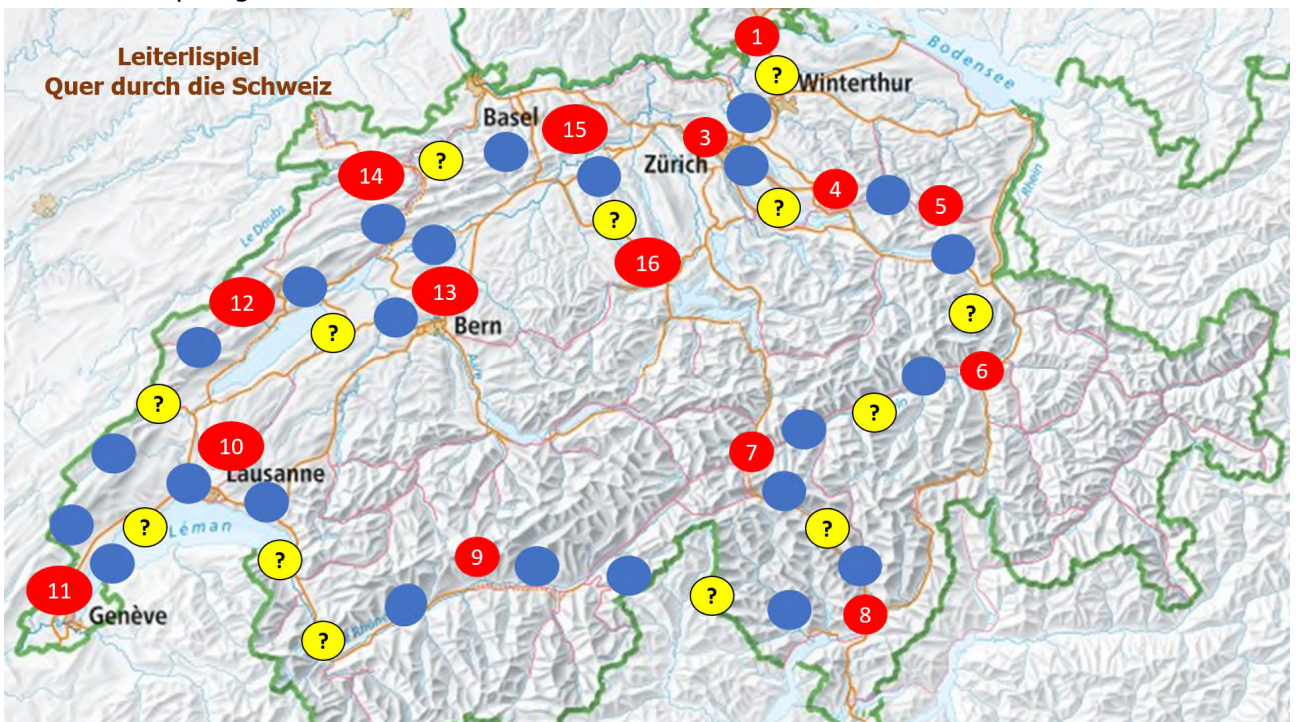 Leiterlispiel
Quer durch die Schweiz
1
?
Winterthur
Bodensee
Basel
15
3
Zürich
?
14
?
4
5
Rhein
Le Doubs
?
16
12
13
Bern
?
Aare
?
6
?
?
10
Lausanne
7
?
Léman
?
?
9
?
11
Genève
Rhône
?
8